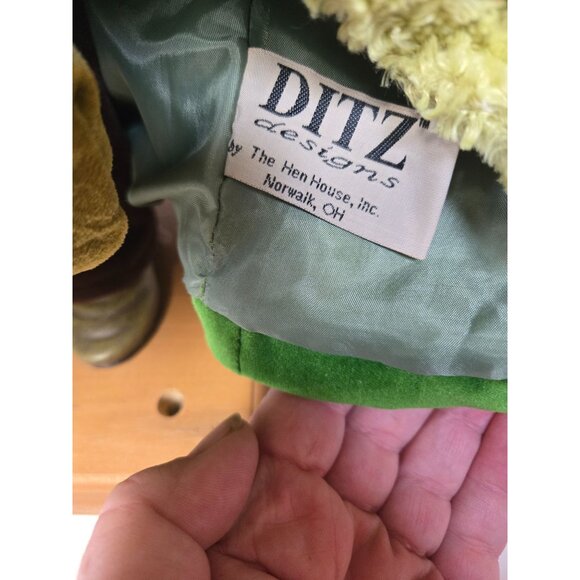 DITZ
designs
by The Hen House, Inc.
Norwalk, OH